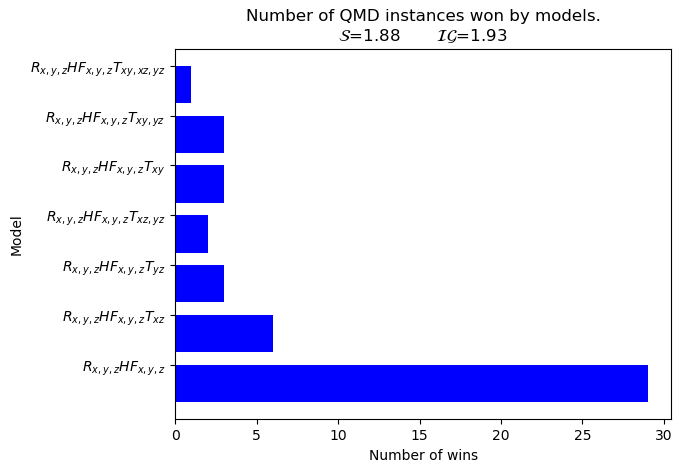 Number of QMD instances won by models.
𝒮=1.88 ℐ𝒢=1.93
R_{x,y,z}HF_{x,y,z}T_{xy,xz,yz}
R_{x,y,z}HF_{x,y,z}T_{xy,yz}
R_{x,y,z}HF_{x,y,z}T_{xy}
R_{x,y,z}HF_{x,y,z}T_{xz,yz}
R_{x,y,z}HF_{x,y,z}T_{yz}
R_{x,y,z}HF_{x,y,z}T_{xz}
R_{x,y,z}HF_{x,y,z}
Model
0 5 10 15 20 25 30
Number of wins